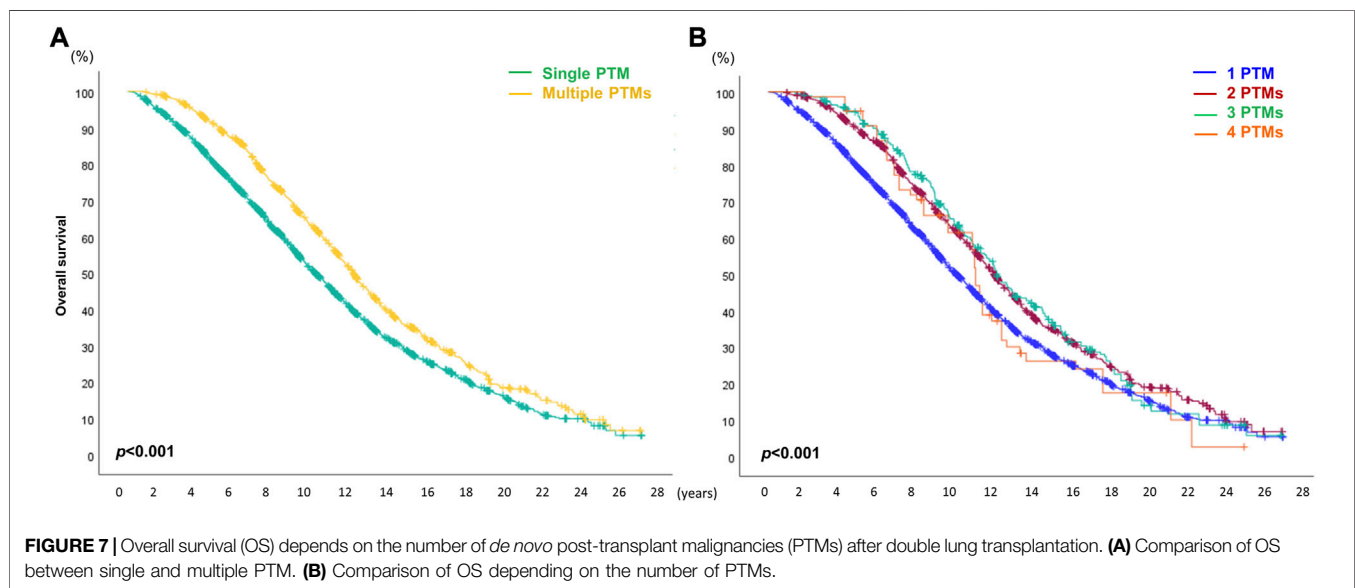 A
(%)
Single PTM
Multiple PTMs
100
90
80
70
60
50
40
30
20
10
0
Overall survival
p<0.001
0 2 4 6 8 10 12 14 16 18 20 22 24 26 28 (years)
B
(%)
1 PTM
2 PTMs
3 PTMs
4 PTMs
100
90
80
70
60
50
40
30
20
10
0
p<0.001
0 2 4 6 8 10 12 14 16 18 20 22 24 26 28
FIGURE 7 | Overall survival (OS) depends on the number of de novo post-transplant malignancies (PTMs) after double lung transplantation. (A) Comparison of OS
between single and multiple PTM. (B) Comparison of OS depending on the number of PTMs.